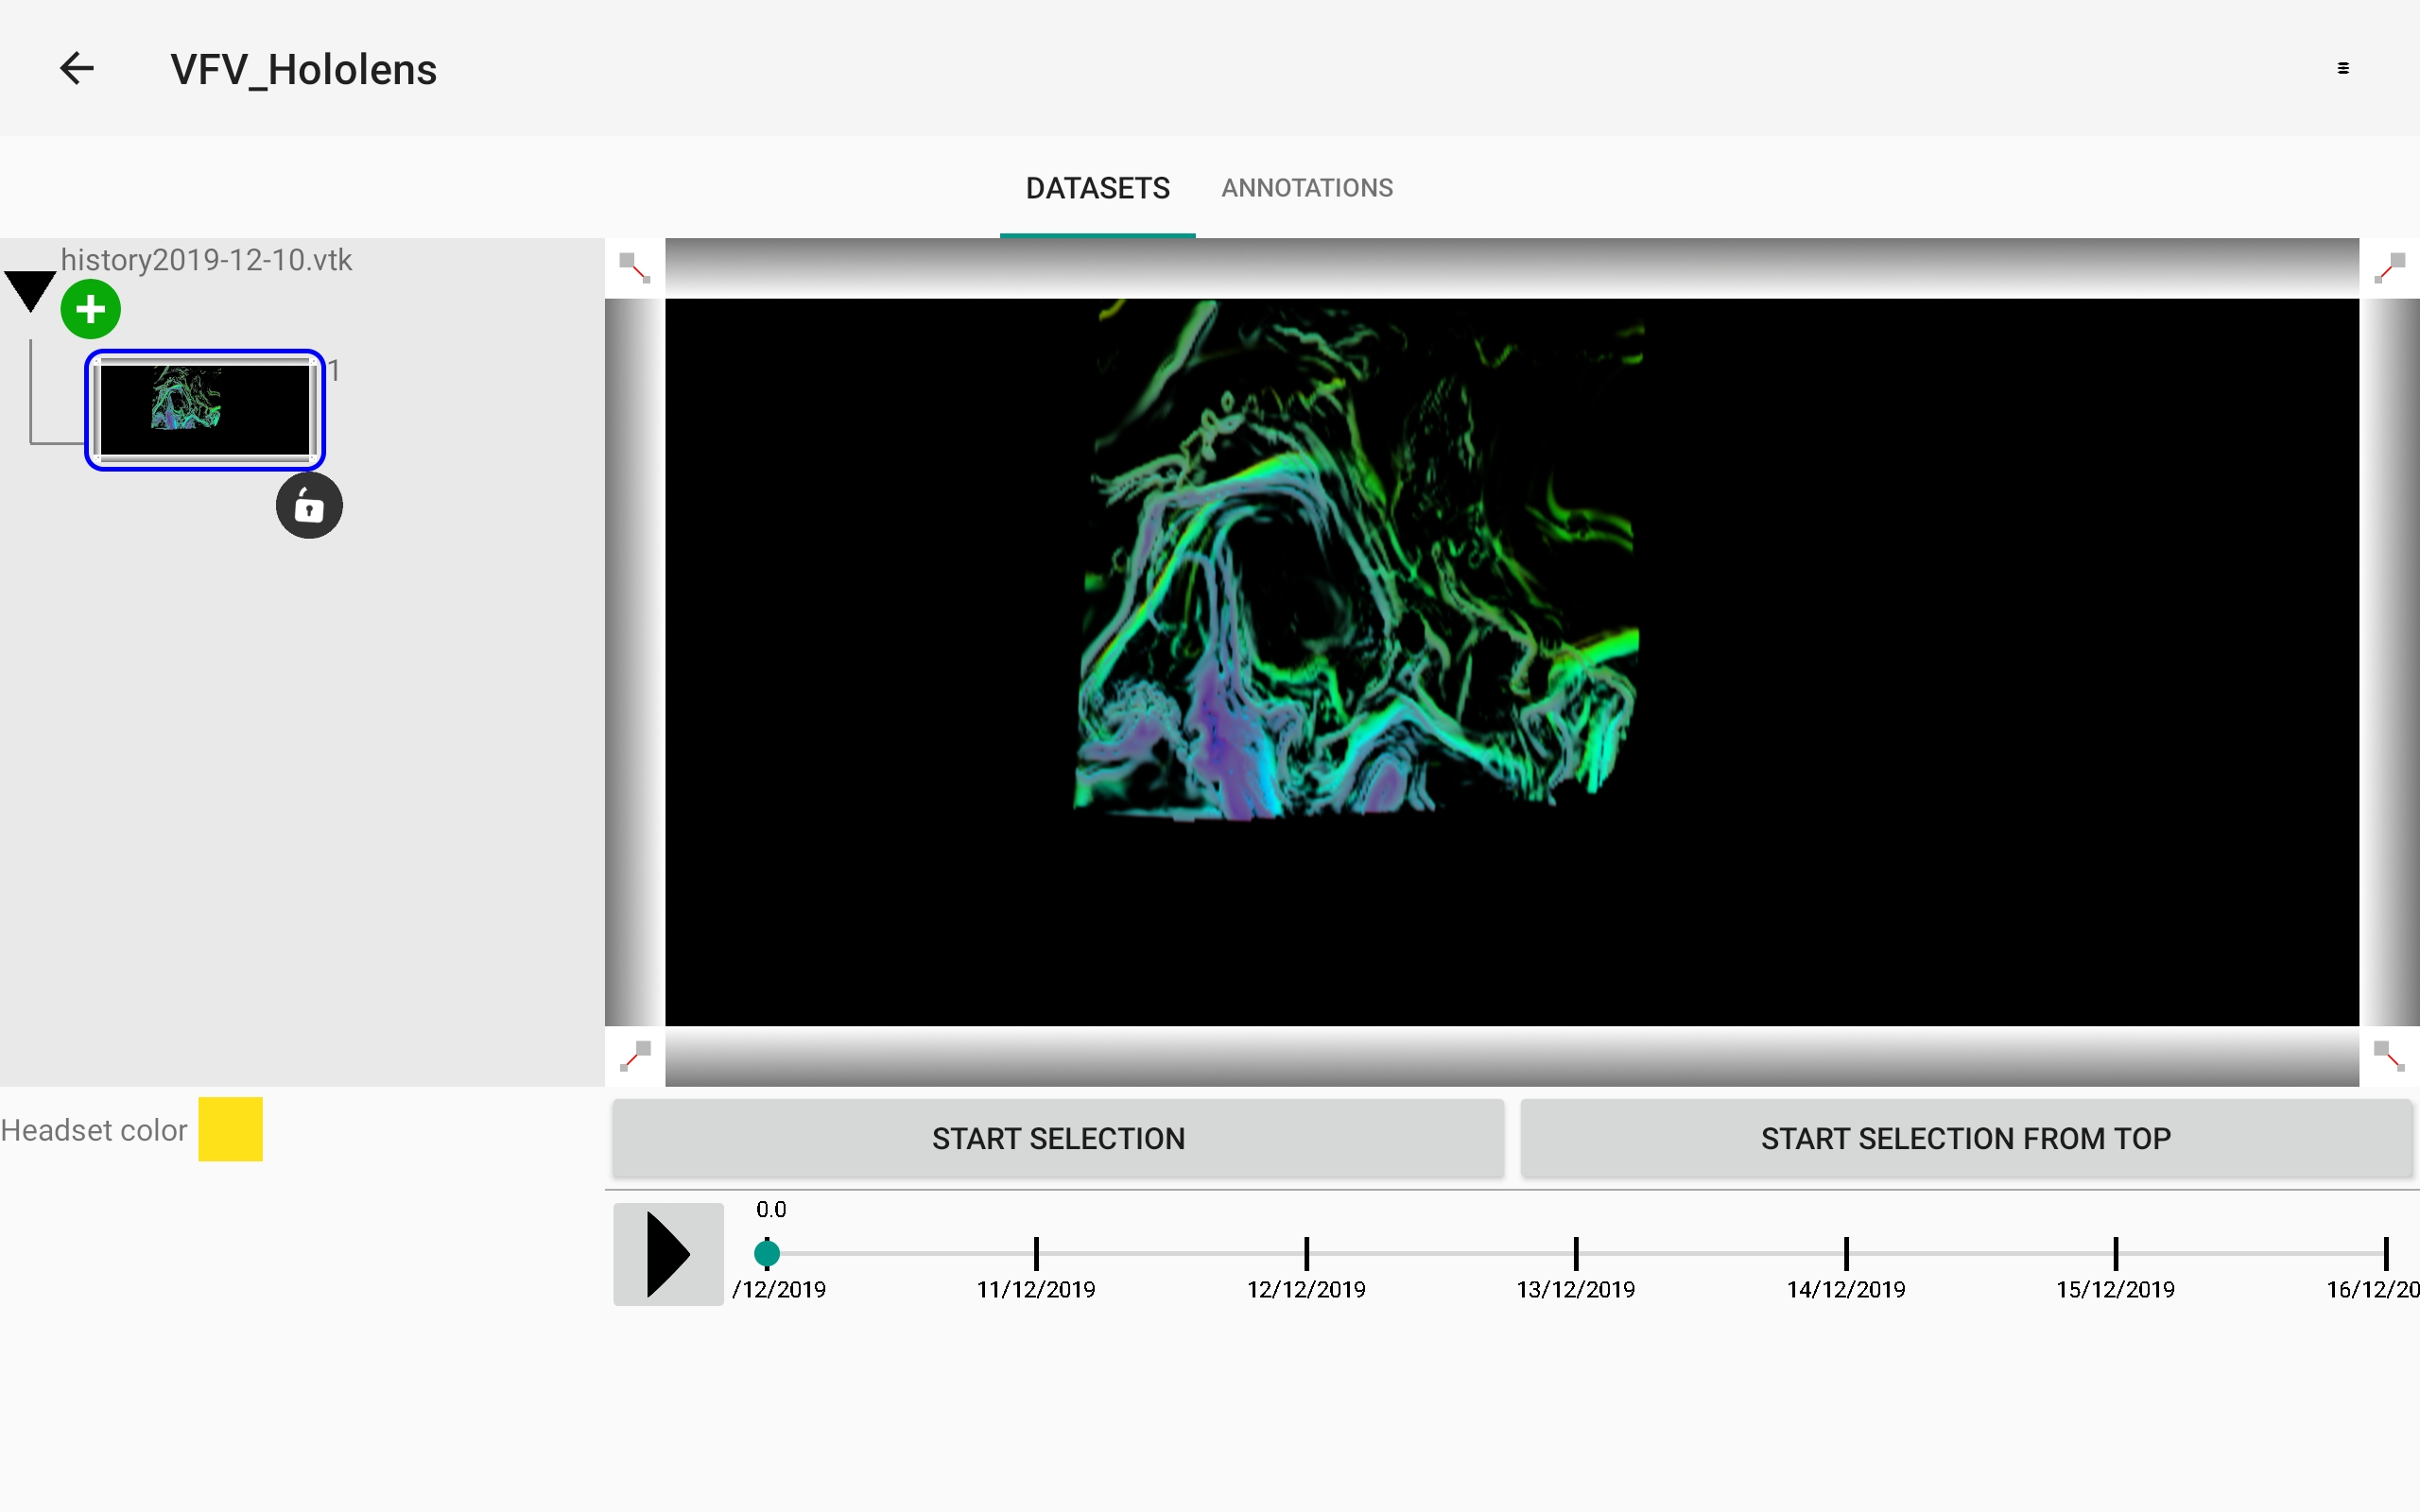 VFV_Hololens
DATASETS
ANNOTATIONS
history2019-12-10.vtk
1
Headset color
START SELECTION
START SELECTION FROM TOP
0.0
/12/2019
11/12/2019
12/12/2019
13/12/2019
14/12/2019
15/12/2019
16/12/20